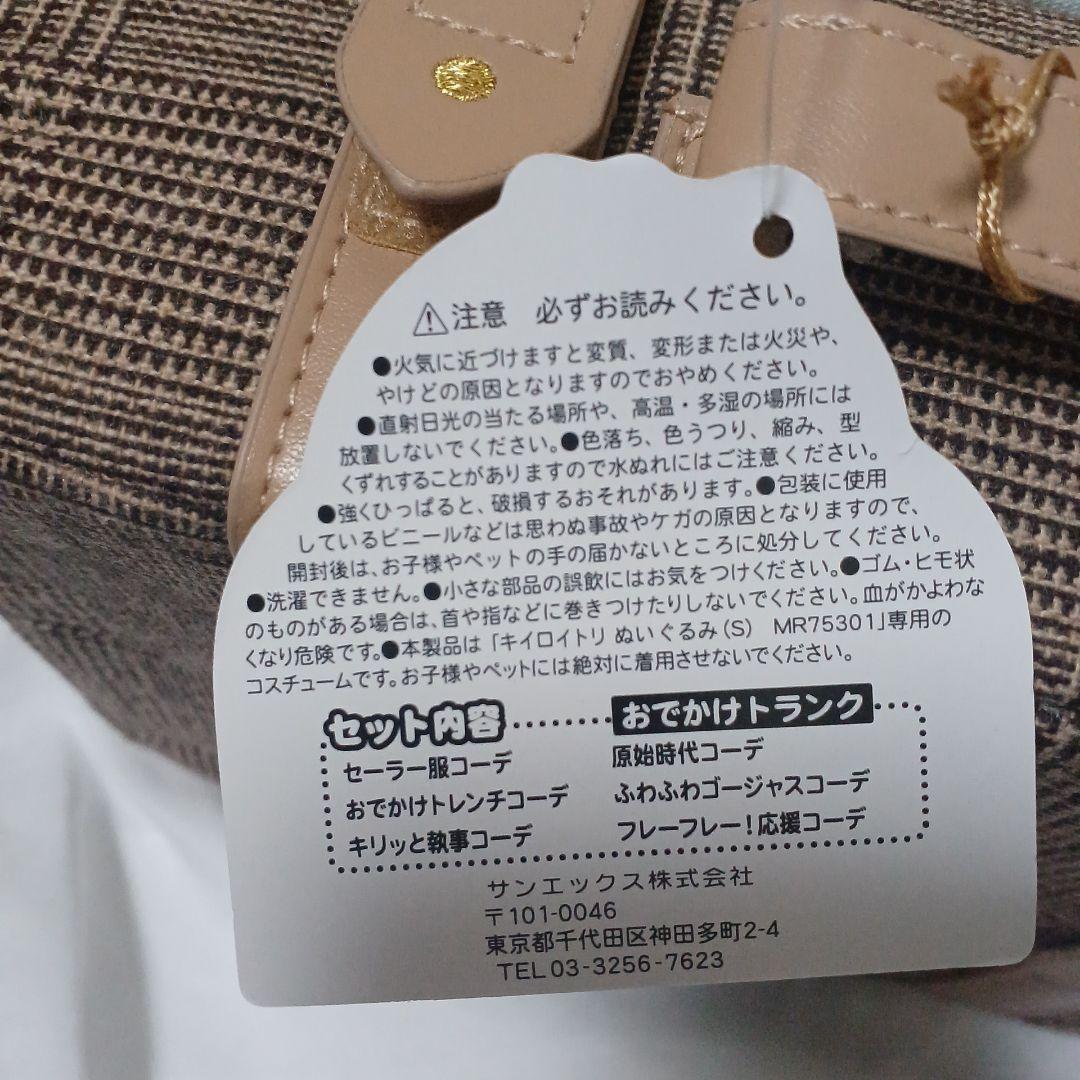 ⚠注意 必ずお読みください。
●火気に近づけますと変質、変形または火災や、
やけどの原因となりますのでおやめください。
●直射日光の当たる場所や、高温・多湿の場所には
放置しないでください。●色落ち、色うつり、縮み、型
くずれすることがありますので水ぬれにはご注意ください。
●強くひっぱると、破損するおそれがあります。●包装に使用
しているビニールなどは思わぬ事故やケガの原因となりますので、
開封後は、お子様やペットの手の届かないところに処分してください。
●洗濯できません。●小さな部品の誤飲にはお気をつけください。●ゴム・ヒモ状
のものがある場合は、首や指などに巻きつけたりしないでください。血がかよわな
くなり危険です。●本製品は「キイロイトリ ぬいぐるみ(S) MR75301」専用の
コスチュームです。お子様やペットには絶対に着用させないでください。
セット内容 おでかけトランク
セーラー服コーデ 原始時代コーデ
おでかけトレンチコーデ ふわふわゴージャスコーデ
キリッと執事コーデ フレーフレー!応援コーデ
サンエックス株式会社
〒101-0046
東京都千代田区神田多町2-4
TEL 03-3256-7623